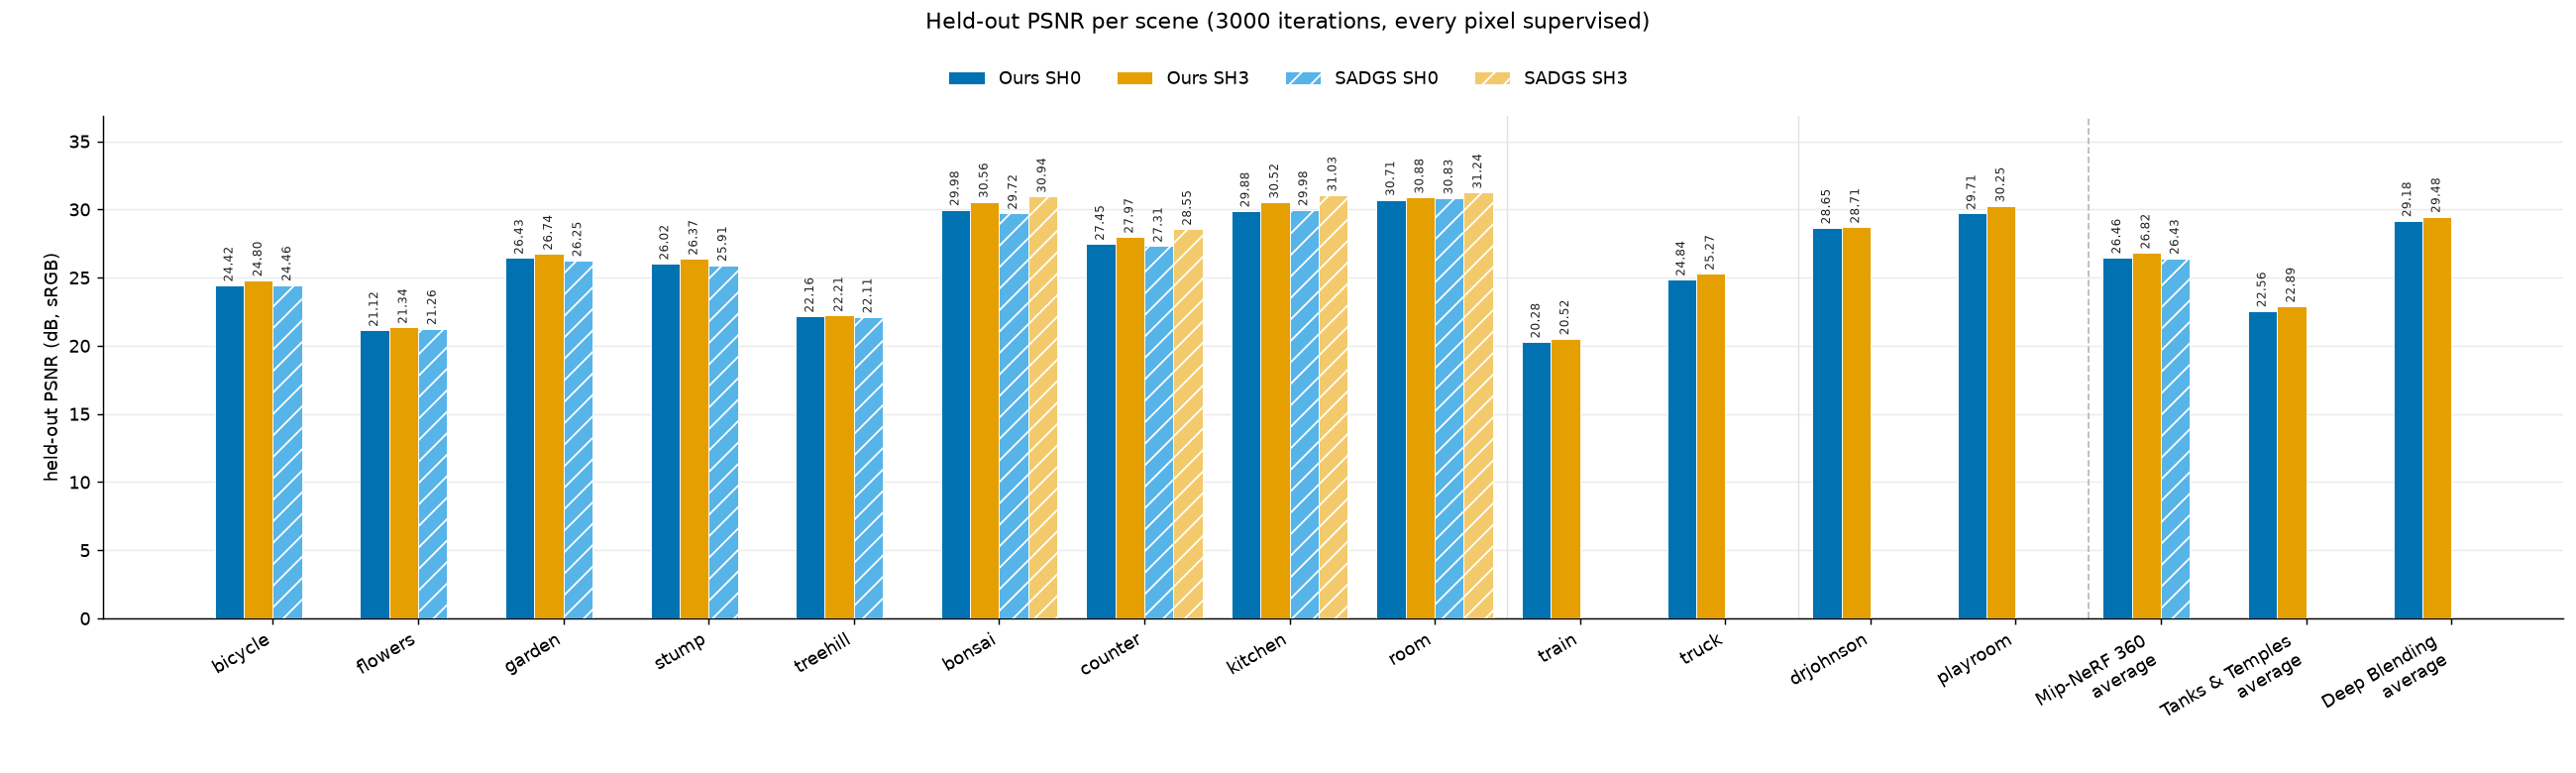 Held-out PSNR per scene (3000 iterations, every pixel supervised)
Ours SH0
Ours SH3
SADGS SH0
SADGS SH3
held-out PSNR (dB, sRGB)
35
30
25
20
15
10
5
0
24.42
24.80
24.46
21.12
21.34
21.26
26.43
26.74
26.25
26.02
26.37
25.91
22.16
22.21
22.11
29.98
30.56
29.72
30.94
27.45
27.97
27.31
28.55
29.88
30.52
29.98
31.03
30.71
30.88
30.83
31.24
20.28
20.52
24.84
25.27
28.65
28.71
29.71
30.25
26.46
26.82
26.43
22.56
22.89
29.18
29.48
bicycle
flowers
garden
stump
treehill
bonsai
counter
kitchen
room
train
truck
drjohnson
playroom
Mip-NeRF 360
average
Tanks & Temples
average
Deep Blending
average